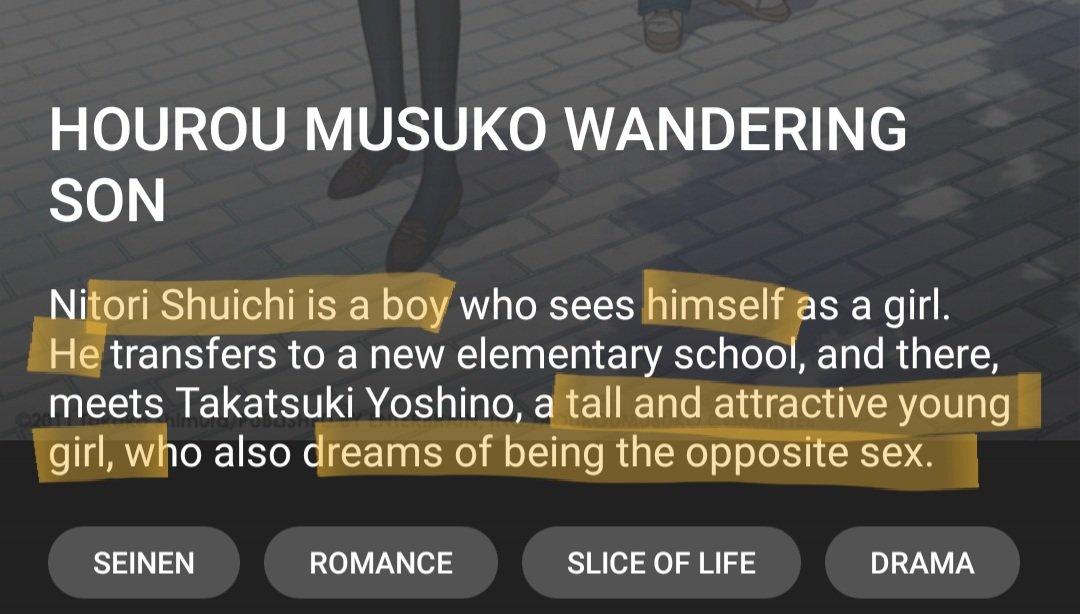 HOUROU MUSUKO WANDERING
SON
Nitori Shuichi is a boy who sees himself as a girl.
He transfers to a new elementary school, and there,
meets Takatsuki Yoshino, a tall and attractive young
girl, who also dreams of being the opposite sex.
SEINEN
ROMANCE
SLICE OF LIFE
DRAMA